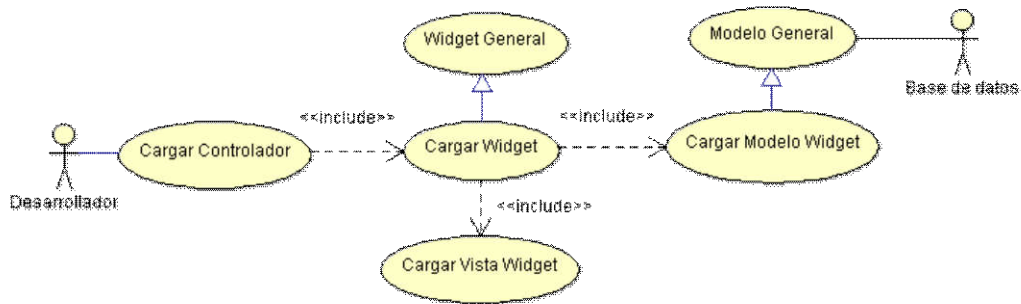 Widget General
Modelo General
Base de datos
<<include>>
<<include>>
Cargar Controlador
Cargar Widget
Cargar Modelo Widget
Desarrollador
<<include>>
Cargar Vista Widget